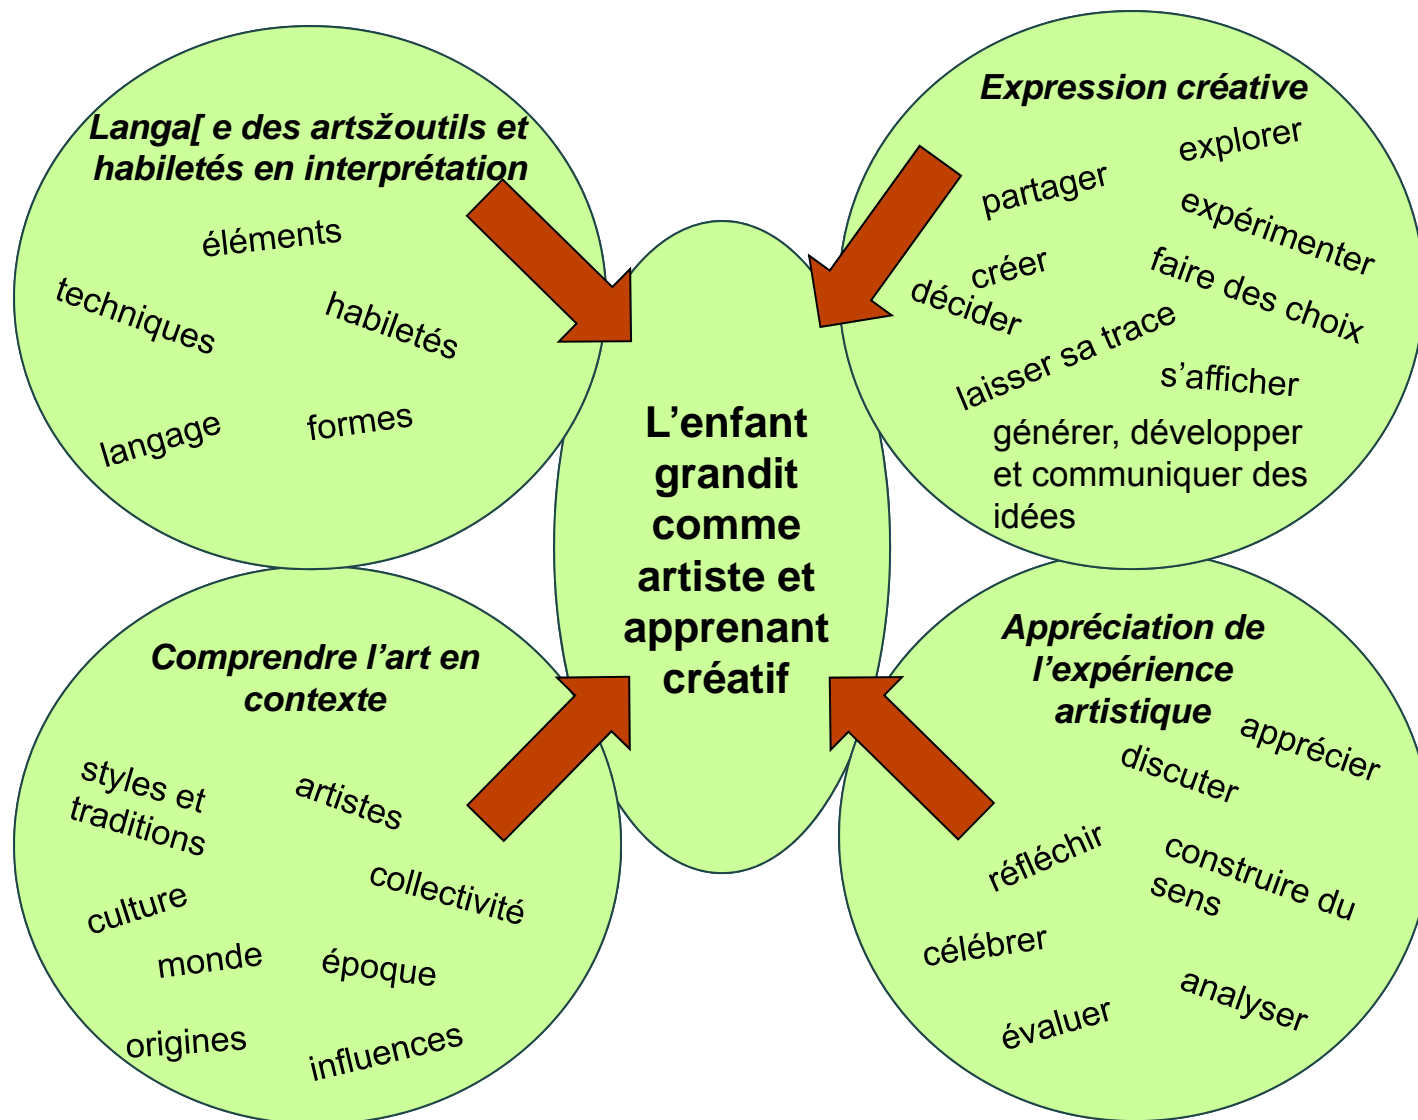 Langa[ e des artsžoutils et
habiletés en interprétation
éléments
techniques
habiletés
langage
formes
Expression créative
explorer
partager
expérimenter
créer
faire des choix
décider
laisser sa trace
s’afficher
générer, développer
et communiquer des
idées
L’enfant
grandit
comme
artiste et
apprenant
créatif
Comprendre l’art en
contexte
styles et
traditions
artistes
collectivité
culture
monde
époque
origines
influences
Appréciation de
l’expérience
artistique
apprécier
discuter
réfléchir
construire du
sens
célébrer
analyser
évaluer